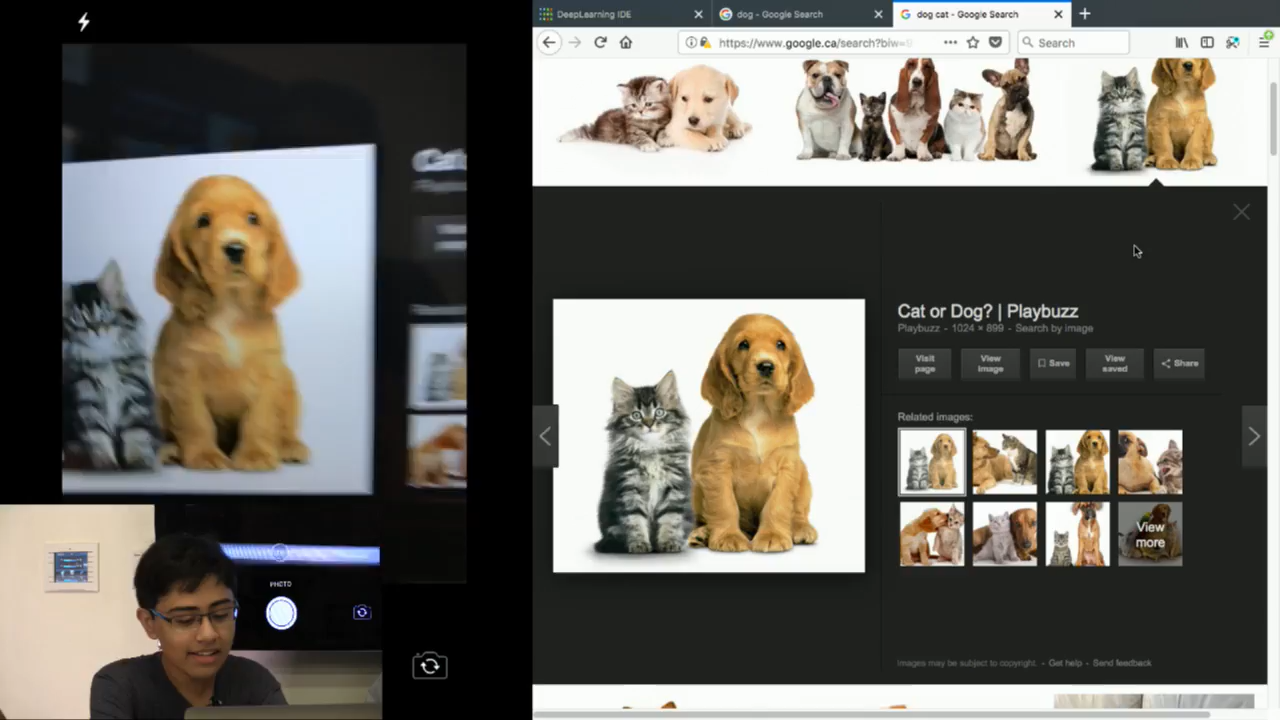 DeepLearning IDE
dog - Google Search
dog cat - Google Search
https://www.google.ca/search?biw=
Search
Cat or Dog? | Playbuzz
Playbuzz - 1024 × 899 - Search by image
Visit page
View image
Save
View saved
Share
Related images:
View more
Images may be subject to copyright. - Get help - Send feedback
PHOTO